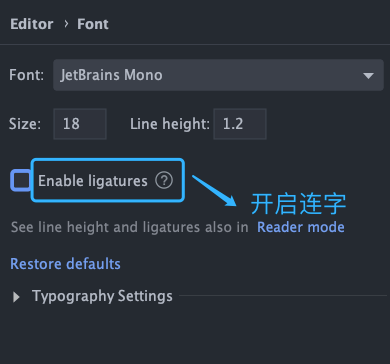 Editor › Font
Font: JetBrains Mono
Size: 18 Line height: 1.2
Enable ligatures ?
开启连字
See line height and ligatures also in Reader mode
Restore defaults
Typography Settings